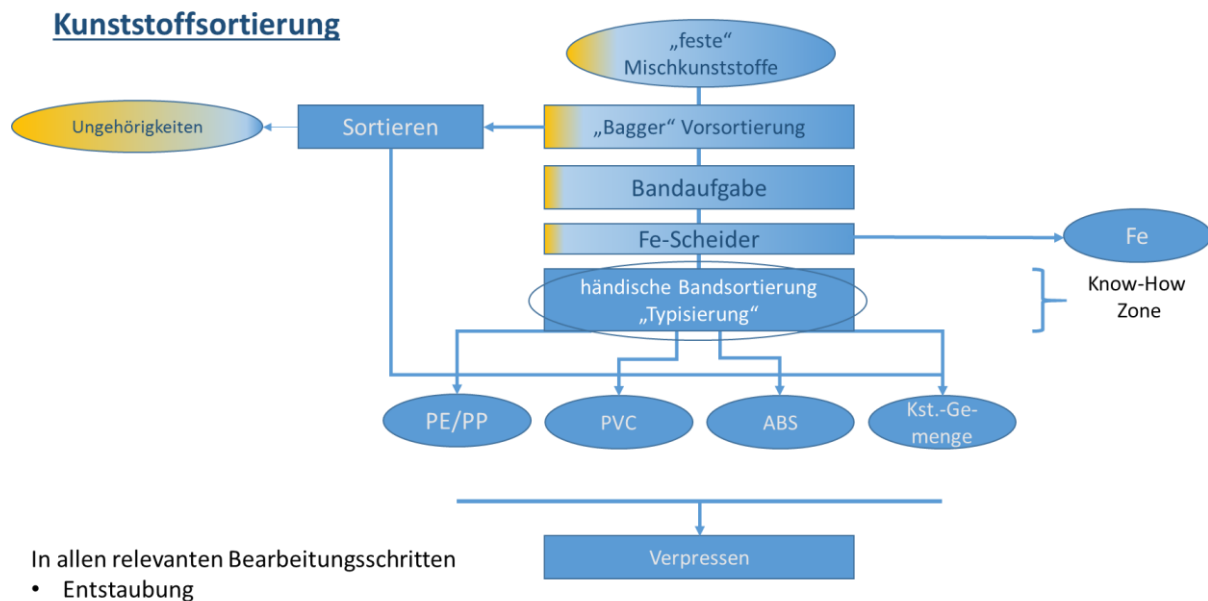 Kunststoffsortierung
„feste“
Mischkunststoffe
Ungehörigkeiten
Sortieren
„Bagger“ Vorsortierung
Bandaufgabe
Fe-Scheider
Fe
händische Bandsortierung
„Typisierung“
Know-How
Zone
PE/PP
PVC
ABS
Kst.-Ge-
menge
Verpressen
In allen relevanten Bearbeitungsschritten
• Entstaubung